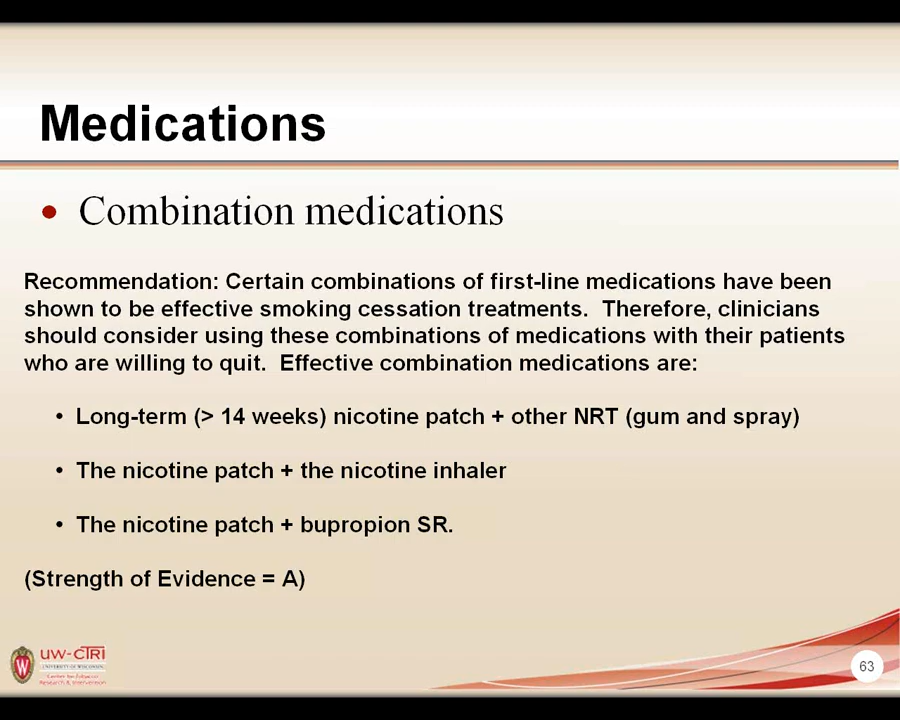 Medications
• Combination medications
Recommendation: Certain combinations of first-line medications have been
shown to be effective smoking cessation treatments.  Therefore, clinicians
should consider using these combinations of medications with their patients
who are willing to quit.  Effective combination medications are:
• Long-term (> 14 weeks) nicotine patch + other NRT (gum and spray)
• The nicotine patch + the nicotine inhaler
• The nicotine patch + bupropion SR.
(Strength of Evidence = A)
W
UW-CTRI
UNIVERSITY OF WISCONSIN
Center for Tobacco
Research & Intervention
63